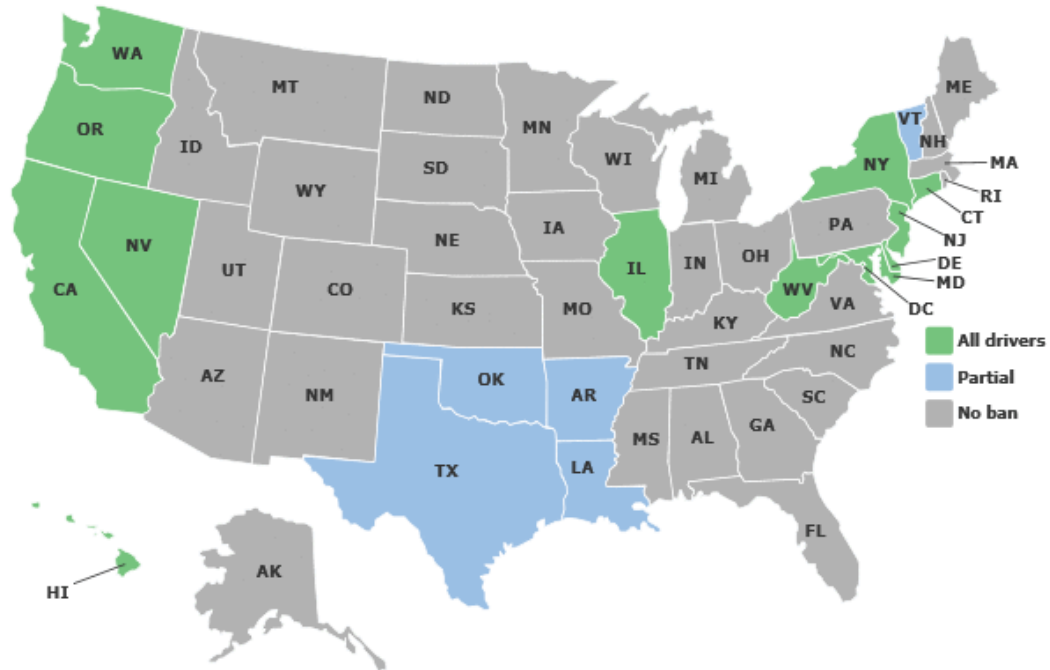 WA
MT
ND
ME
OR
MN
VT
ID
NH
WI
NY
MA
SD
MI
WY
RI
CT
IA
PA
NE
NJ
NV
OH
UT
IL
IN
DE
CA
CO
MD
WV
VA
KS
MO
DC
KY
All drivers
NC
TN
AZ
OK
Partial
NM
AR
SC
No ban
GA
MS
AL
TX
LA
FL
AK
HI